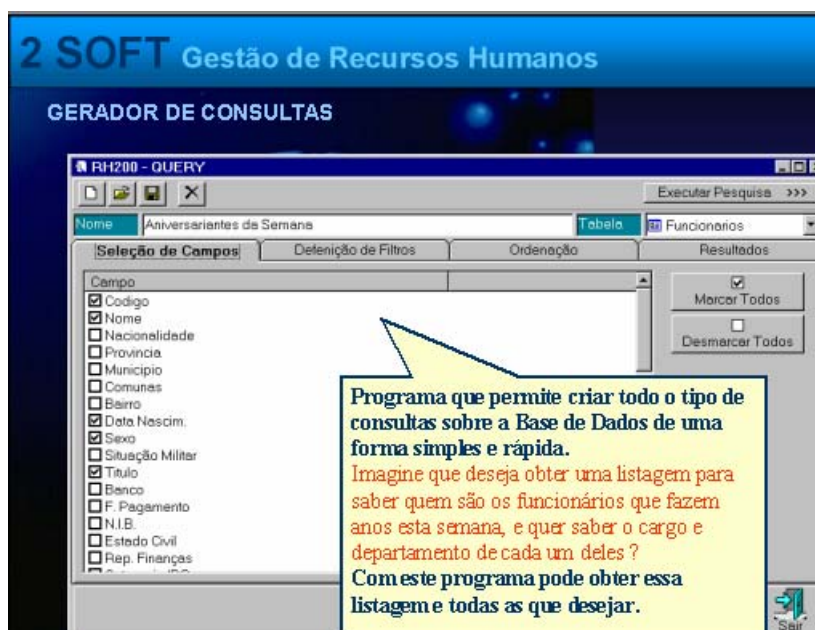 2 SOFT Gestão de Recursos Humanos
GERADOR DE CONSULTAS
RH200 - QUERY
Executar Pesquisa >>>
Nome Aniversariantes da Semana Tabela Funcionarios
Seleção de Campos Defenição de Filtros Ordenação Resultados
Campo
Codigo
Nome
Nacionalidade
Provincia
Municipio
Comunas
Bairro
Data Nascim.
Sexo
Situação Militar
Titulo
Banco
F. Pagamento
N.I.B.
Estado Civil
Rep. Finanças
Marcar Todos
Desmarcar Todos
Programa que permite criar todo o tipo de
consultas sobre a Base de Dados de uma
forma simples e rápida.
Imagine que deseja obter uma listagem para
saber quem são os funcionários que fazem
anos esta semana, e quer saber o cargo e
departamento de cada um deles ?
Com este programa pode obter essa
listagem e todas as que desejar.
Sair